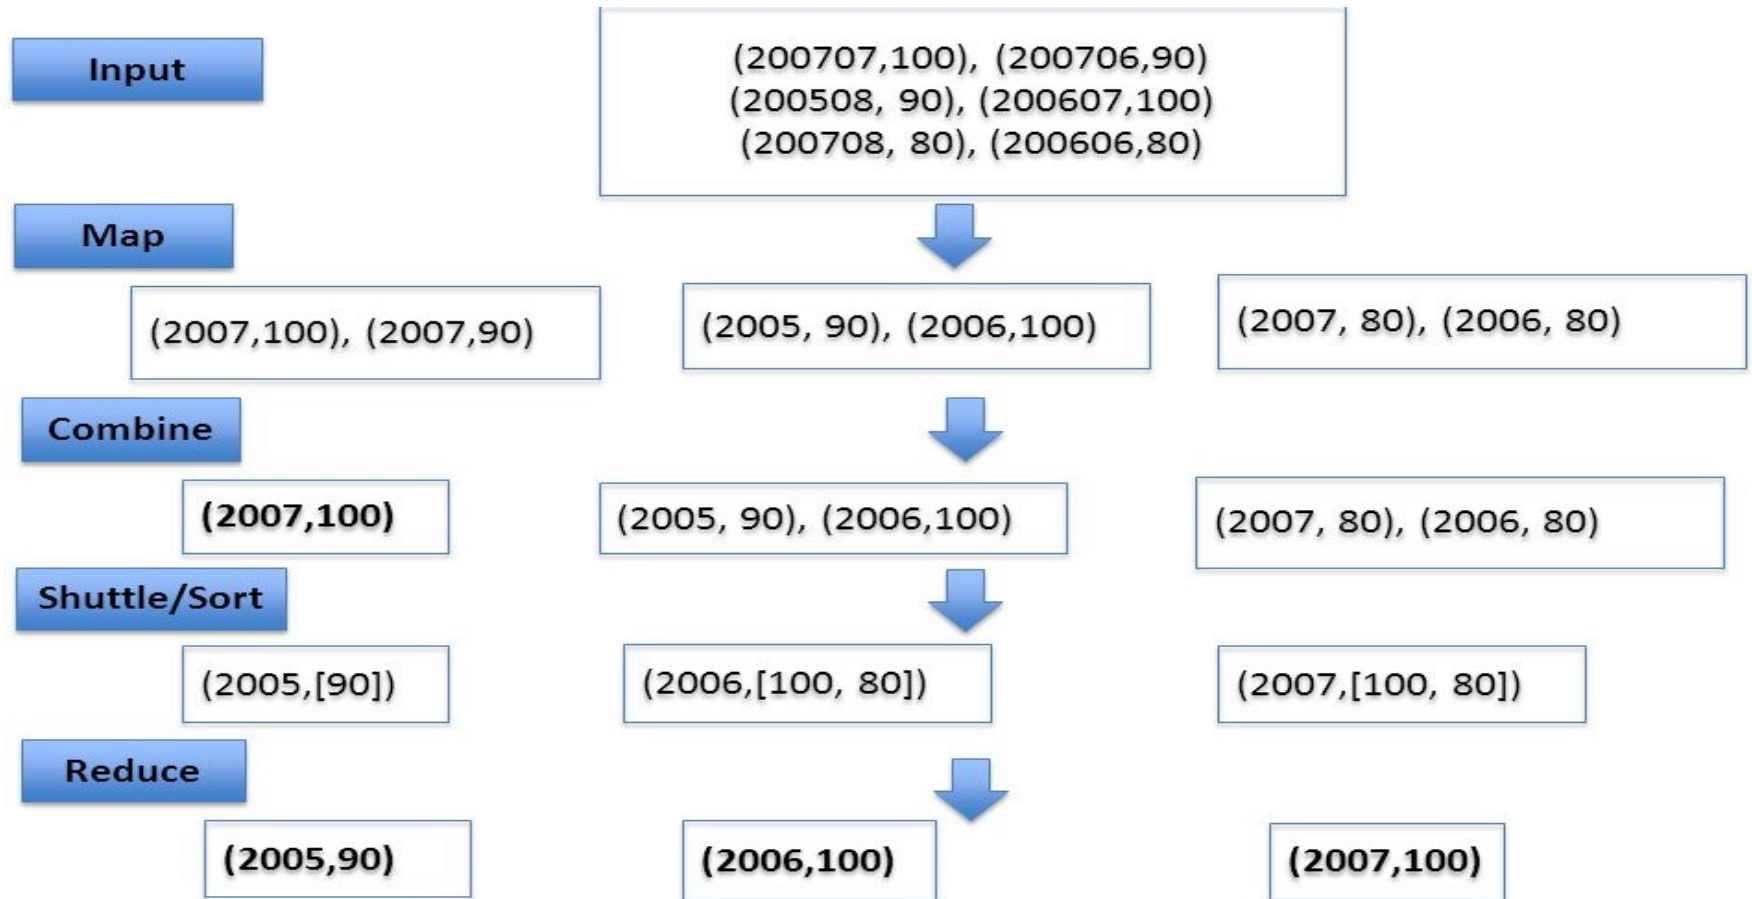 Input
(200707,100), (200706,90)
(200508, 90), (200607,100)
(200708, 80), (200606,80)
Map
(2007,100), (2007,90)
(2005, 90), (2006,100)
(2007, 80), (2006, 80)
Combine
(2007,100)
(2005, 90), (2006,100)
(2007, 80), (2006, 80)
Shuttle/Sort
(2005,[90])
(2006,[100, 80])
(2007,[100, 80])
Reduce
(2005,90)
(2006,100)
(2007,100)